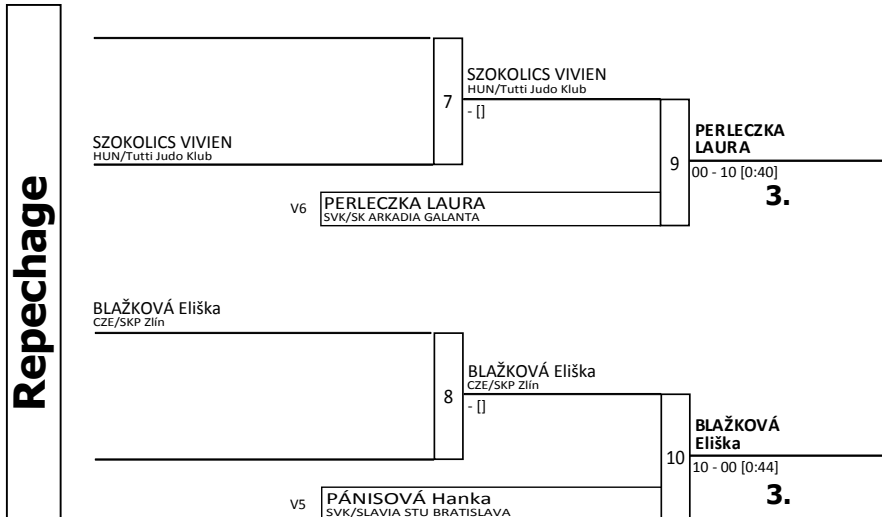 Repechage
7
SZOKOLICS VIVIEN
HUN/Tutti Judo Klub
- []
SZOKOLICS VIVIEN
HUN/Tutti Judo Klub
9
PERLECZKA
LAURA
00 - 10 [0:40]
3.
V6
PERLECZKA LAURA
SVK/SK ARKADIA GALANTA
BLAŽKOVÁ Eliška
CZE/SKP Zlín
8
BLAŽKOVÁ Eliška
CZE/SKP Zlín
- []
10
BLAŽKOVÁ
Eliška
10 - 00 [0:44]
3.
V5
PÁNISOVÁ Hanka
SVK/SLAVIA STU BRATISLAVA